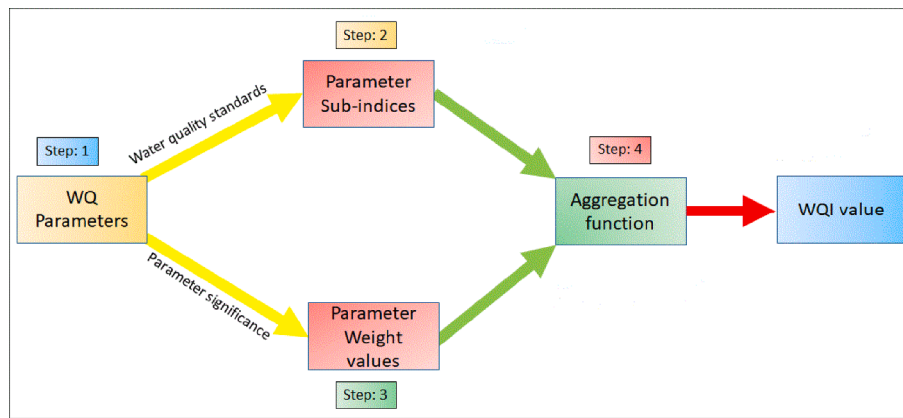 Step: 1
WQ
Parameters
Water quality standards
Parameter significance
Step: 2
Parameter
Sub-indices
Parameter
Weight
values
Step: 3
Step: 4
Aggregation
function
WQI value